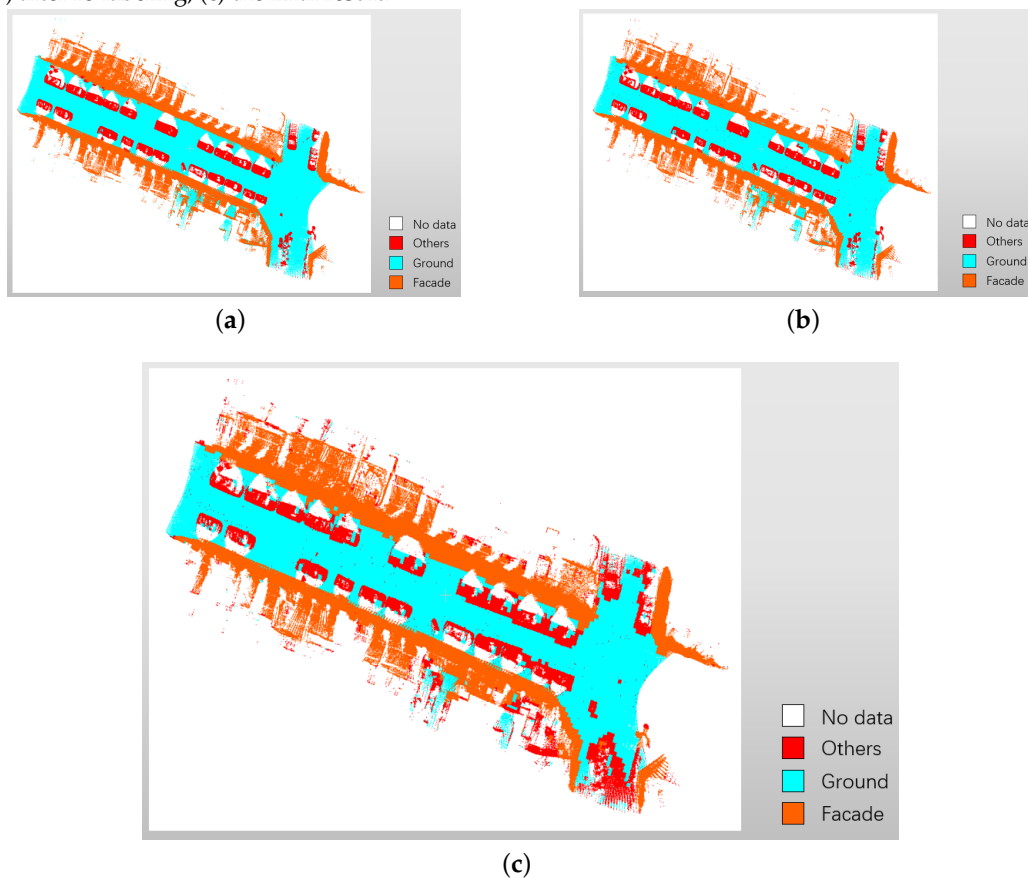 No data
Others
Ground
Facade
(a)
No data
Others
Ground
Facade
(b)
No data
Others
Ground
Facade
(c)